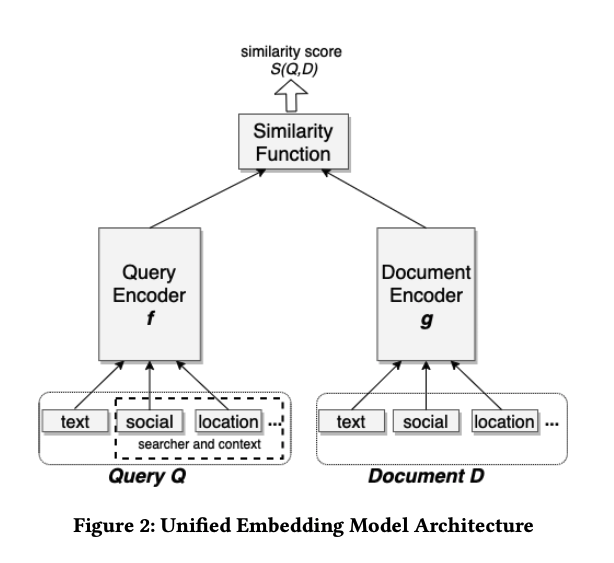 similarity score
S(Q,D)
Similarity
Function
Query
Encoder
f
Document
Encoder
g
text
social
location
...
searcher and context
Query Q
text
social
location
...
Document D
Figure 2: Unified Embedding Model Architecture